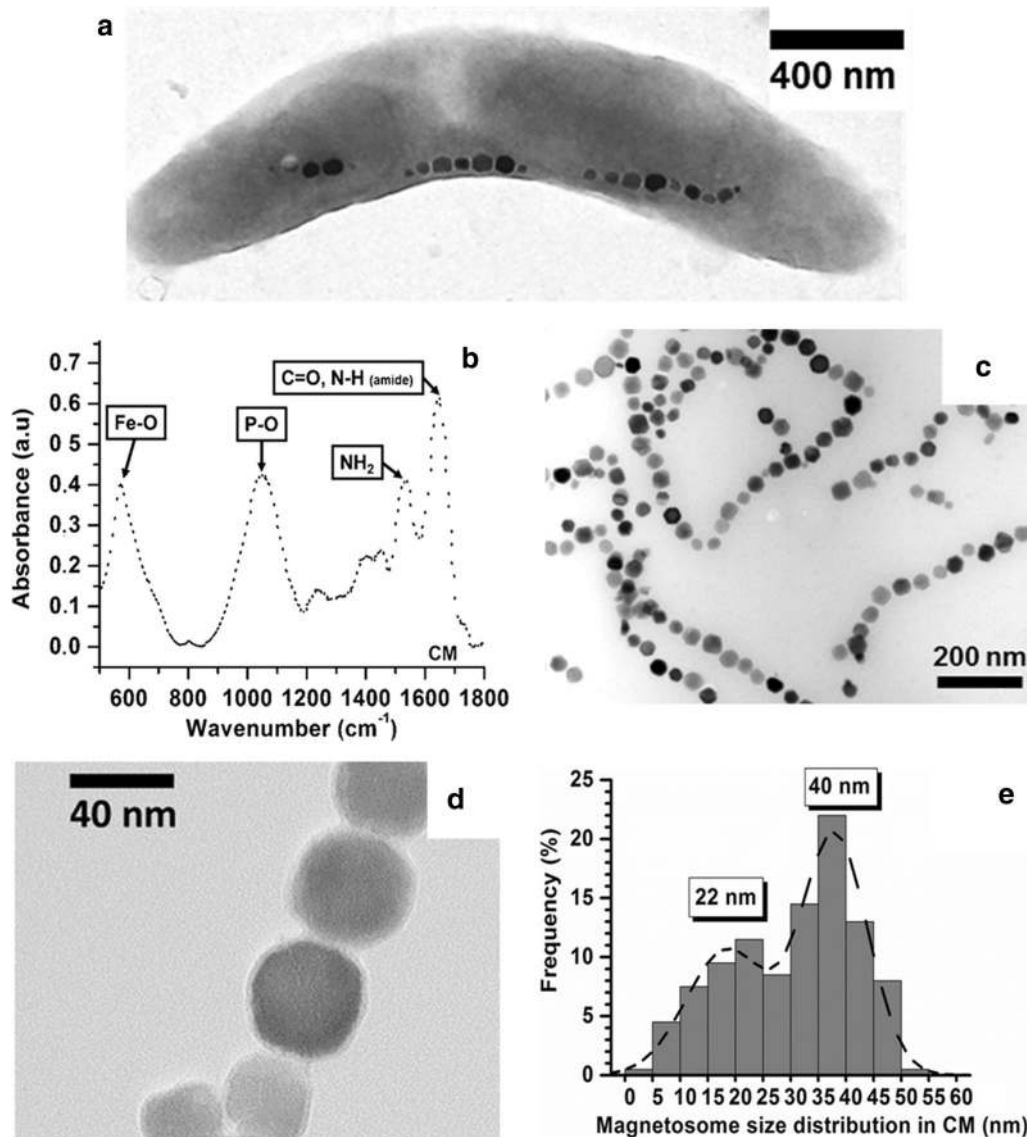 a
400 nm
b
0.7
0.6
0.5
0.4
0.3
0.2
0.1
0.0
Absorbance (a.u)
Fe-O
P-O
NH₂
C=O, N-H (amide)
CM
600 800 1000 1200 1400 1600 1800
Wavenumber (cm⁻¹)
c
200 nm
40 nm
d
e
25
20
15
10
5
0
Frequency (%)
22 nm
40 nm
0 5 10 15 20 25 30 35 40 45 50 55 60
Magnetosome size distribution in CM (nm)